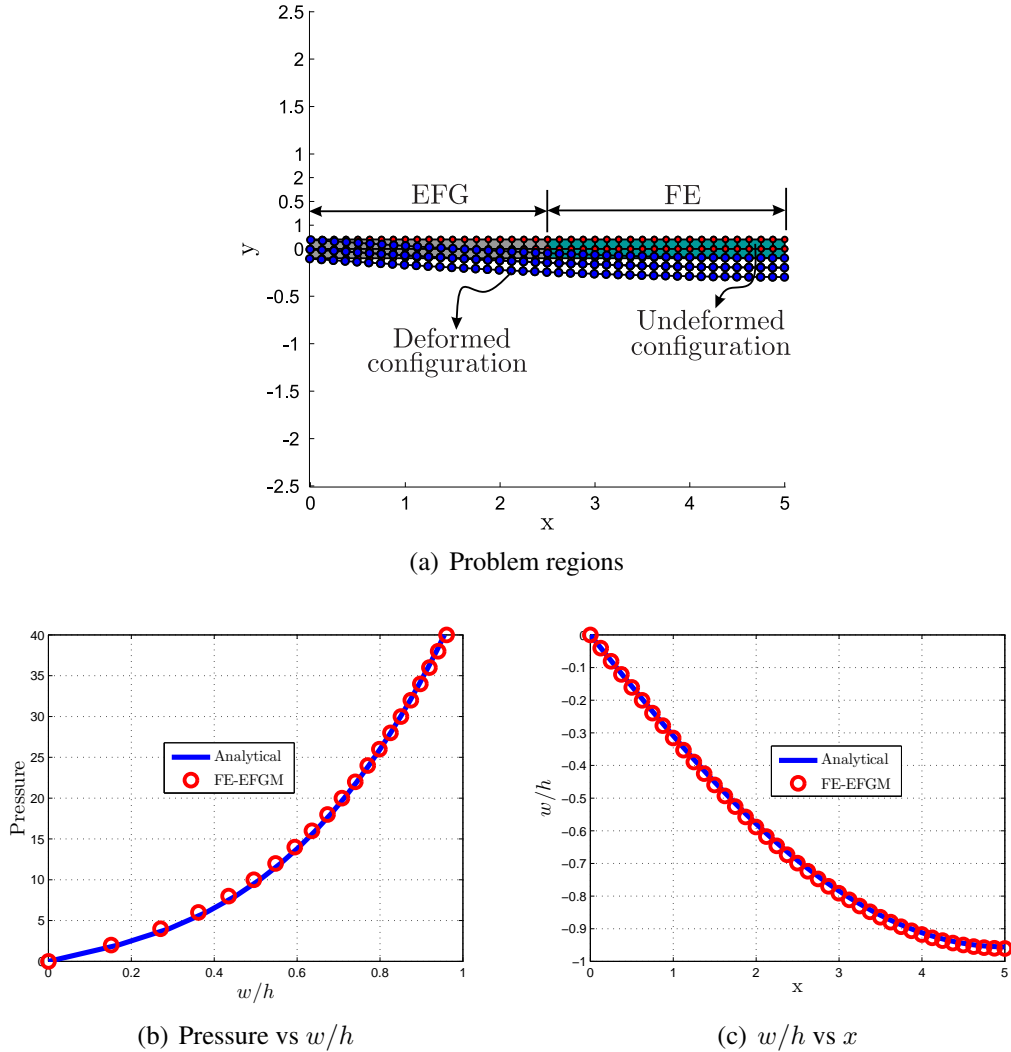 2.5
2
1.5
1
2
0.5
1
0
-0.5
-1
-1.5
-2
-2.5
y
EFG
FE
Deformed
configuration
Undeformed
configuration
0 1 2 3 4 5
x
(a) Problem regions
40
35
30
25
20
15
10
5
0
Pressure
Analytical
FE-EFGM
0 0.2 0.4 0.6 0.8 1
w/h
(b) Pressure vs w/h
0
−0.1
−0.2
−0.3
−0.4
−0.5
−0.6
−0.7
−0.8
−0.9
−1
w/h
Analytical
FE-EFGM
0 1 2 3 4 5
x
(c) w/h vs x